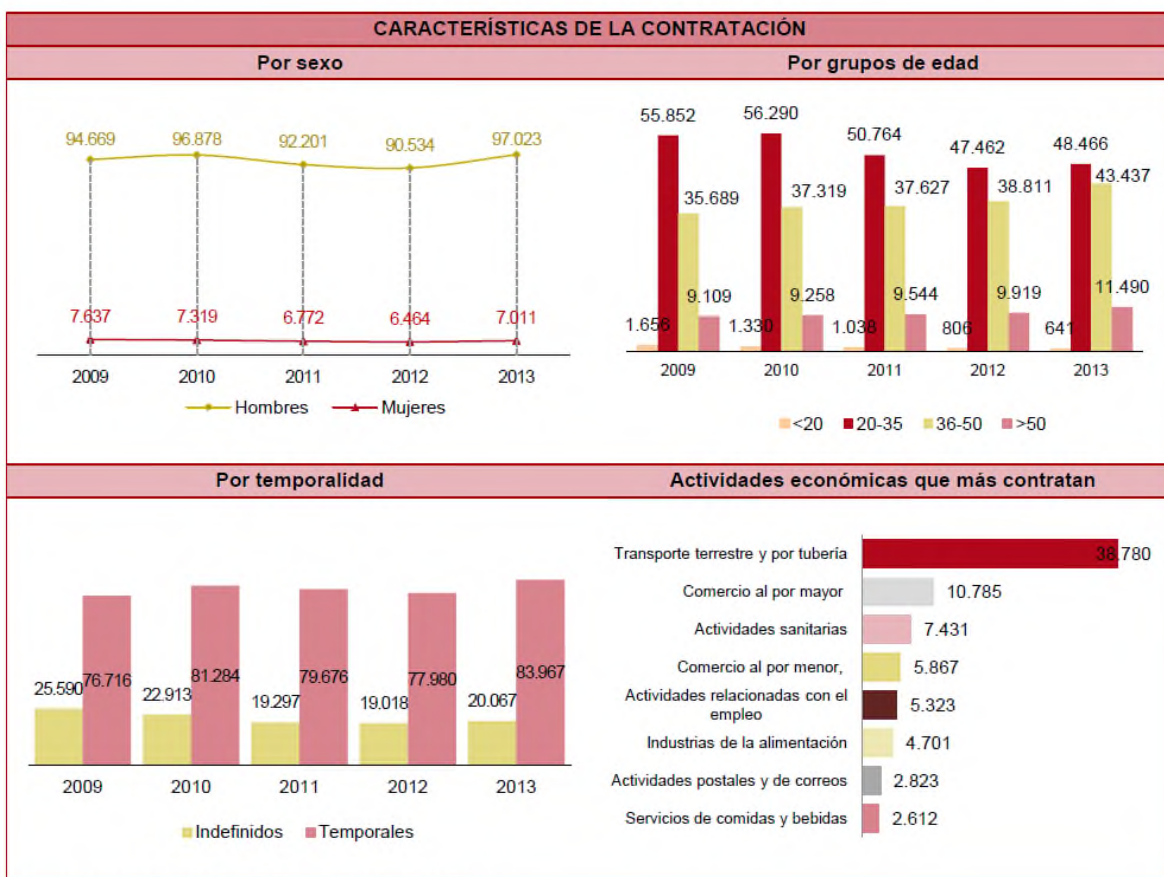 CARACTERÍSTICAS DE LA CONTRATACIÓN
Por sexo
94.669 96.878 92.201 90.534 97.023
7.637 7.319 6.772 6.464 7.011
2009 2010 2011 2012 2013
Hombres Mujeres
Por grupos de edad
55.852 56.290 50.764 47.462 48.466
35.689 37.319 37.627 38.811 43.437
9.109 9.258 9.544 9.919 11.490
1.656 1.330 1.038 806 641
2009 2010 2011 2012 2013
<20 20-35 36-50 >50
Por temporalidad
25.590 76.716 22.913 81.284 19.297 79.676 19.018 77.980 20.067 83.967
2009 2010 2011 2012 2013
Indefinidos Temporales
Actividades económicas que más contratan
Transporte terrestre y por tubería 38.780
Comercio al por mayor 10.785
Actividades sanitarias 7.431
Comercio al por menor, 5.867
Actividades relacionadas con el
empleo 5.323
Industrias de la alimentación 4.701
Actividades postales y de correos 2.823
Servicios de comidas y bebidas 2.612